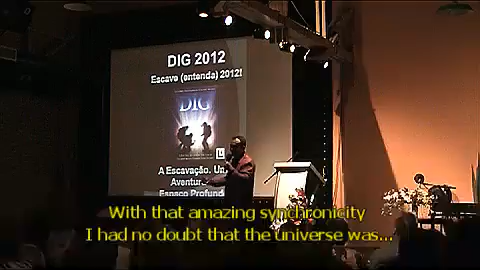 DIG 2012
Escave (entenda) 2012!
DIG
A Escavação. Um
Aventura
Espaço Profund
With that amazing synchronicity
I had no doubt that the universe was...